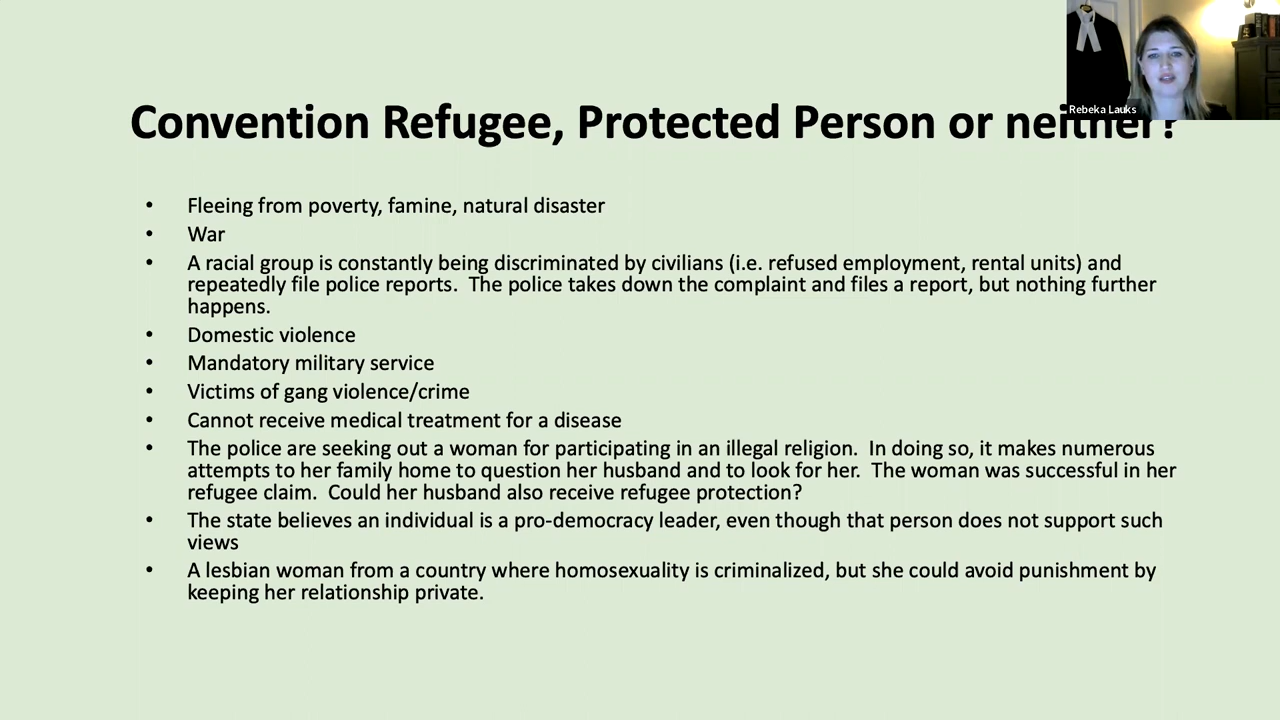 Rebeka Lauks
Convention Refugee, Protected Person or neither?
• Fleeing from poverty, famine, natural disaster
• War
• A racial group is constantly being discriminated by civilians (i.e. refused employment, rental units) and
repeatedly file police reports.  The police takes down the complaint and files a report, but nothing further
happens.
• Domestic violence
• Mandatory military service
• Victims of gang violence/crime
• Cannot receive medical treatment for a disease
• The police are seeking out a woman for participating in an illegal religion.  In doing so, it makes numerous
attempts to her family home to question her husband and to look for her.  The woman was successful in her
refugee claim.  Could her husband also receive refugee protection?
• The state believes an individual is a pro-democracy leader, even though that person does not support such
views
• A lesbian woman from a country where homosexuality is criminalized, but she could avoid punishment by
keeping her relationship private.